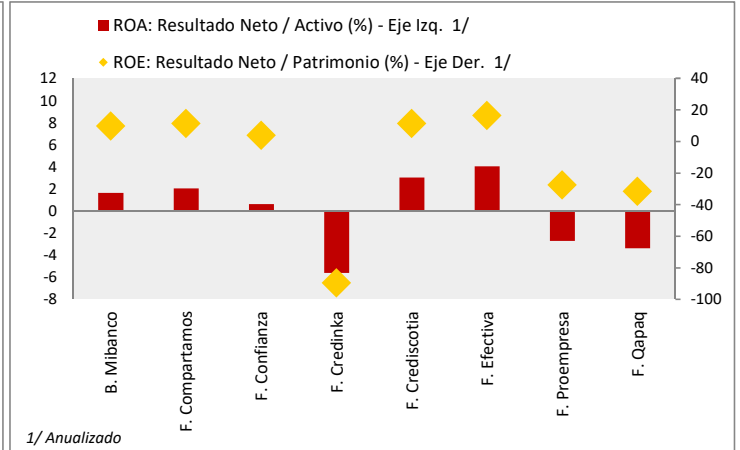 ROA: Resultado Neto / Activo (%) - Eje Izq. 1/
ROE: Resultado Neto / Patrimonio (%) - Eje Der. 1/
12
10
8
6
4
2
0
-2
-4
-6
-8
40
20
0
-20
-40
-60
-80
-100
B. Mibanco
F. Compartamos
F. Confianza
F. Credinka
F. Crediscotia
F. Efectiva
F. Proempresa
F. Qapaq
1/ Anualizado